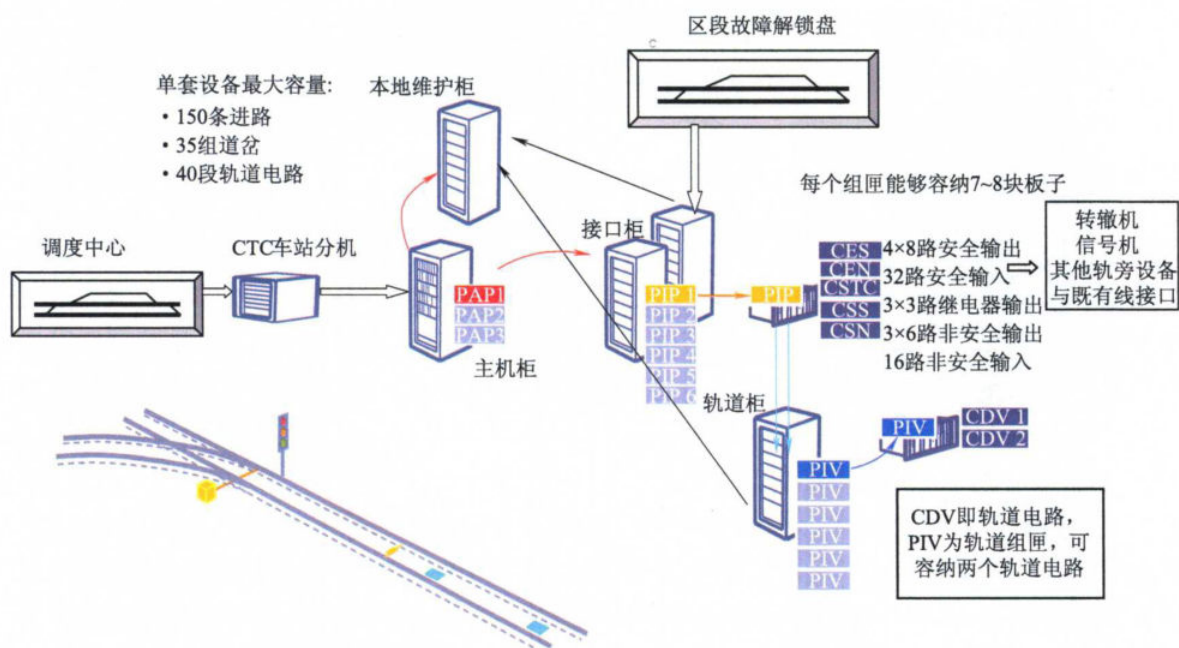 区段故障解锁盘
单套设备最大容量:
• 150条进路
• 35组道岔
• 40段轨道电路
本地维护柜
每个组匣能够容纳7~8块板子
调度中心
CTC车站分机
主机柜
PAP1
PAP2
PAP3
接口柜
PIP 1
PIP 2
PIP 3
PIP 4
PIP 5
PIP 6
PIP
CES
CEN
CSTC
CSS
CSN
4×8路安全输出
32路安全输入
3×3路继电器输出
3×6路非安全输出
16路非安全输入
转辙机
信号机
其他轨旁设备
与既有线接口
轨道柜
PIV
PIV
PIV
PIV
PIV
PIV
PIV
CDV 1
CDV 2
CDV即轨道电路，
PIV为轨道组匣，可
容纳两个轨道电路